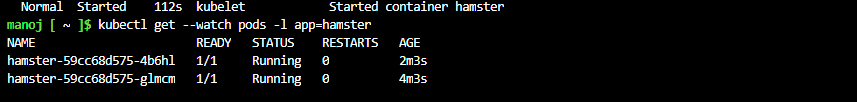 Normal  Started    112s  kubelet            Started container hamster
manoj [ ~ ]$ kubectl get --watch pods -l app=hamster
NAME                       READY   STATUS    RESTARTS   AGE
hamster-59cc68d575-4b6hl   1/1     Running   0          2m3s
hamster-59cc68d575-glmcm   1/1     Running   0          4m3s